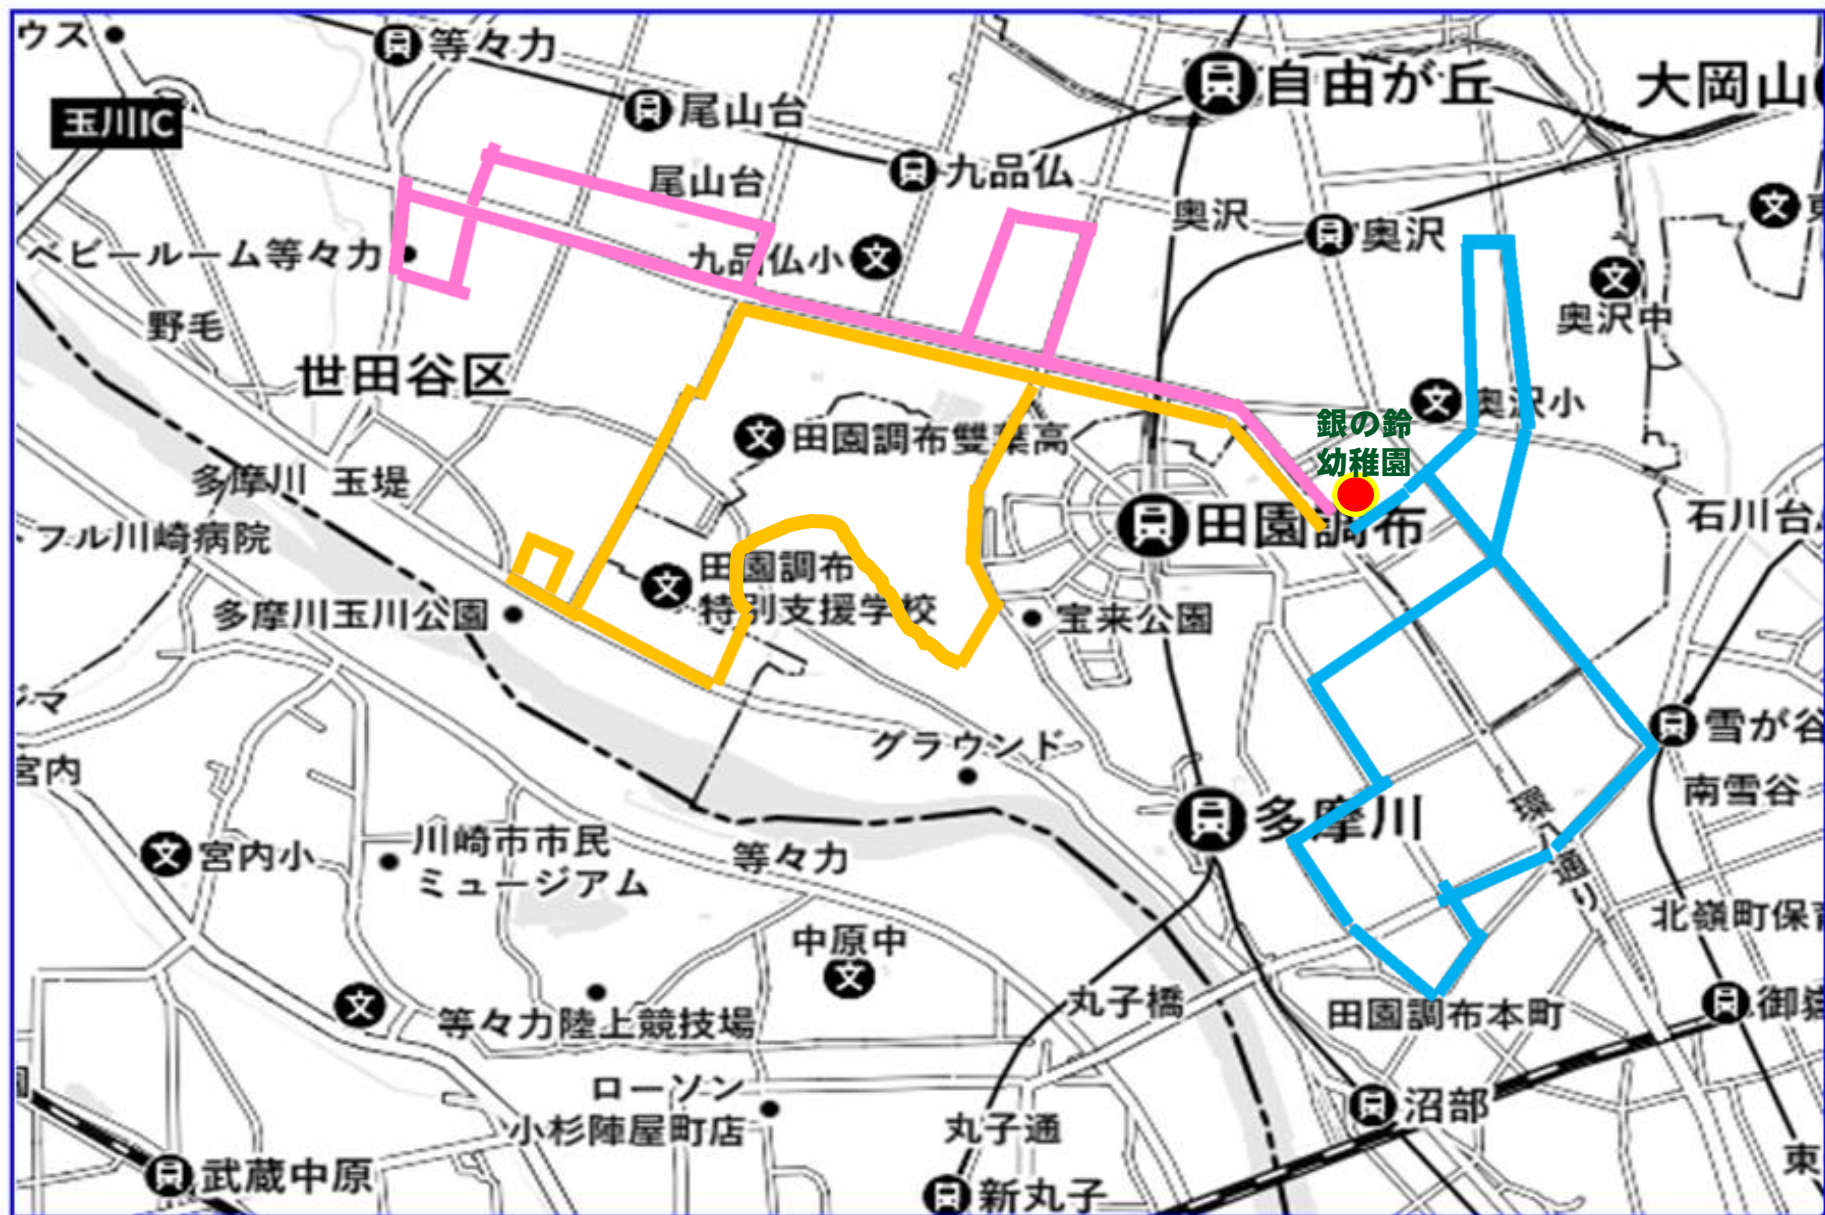 ウス
等々力
自由が丘
大岡山
玉川IC
尾山台
尾山台
九品仏
奥沢
奥沢
ベビールーム等々力
九品仏小
奥沢中
野毛
世田谷区
奥沢小
銀の鈴
幼稚園
田園調布雙葉高
多摩川
玉堤
田園調布
石川台
フル川崎病院
田園調布
特別支援学校
多摩川玉川公園
宝来公園
ジマ
雪が谷
グラウンド
宮内
南雪谷
多摩川
環八通り
川崎市市民
ミュージアム
宮内小
等々力
北嶺町保育
中原中
丸子橋
田園調布本町
御嶽
等々力陸上競技場
ローソン
小杉陣屋町店
沼部
丸子通
東
武蔵中原
新丸子